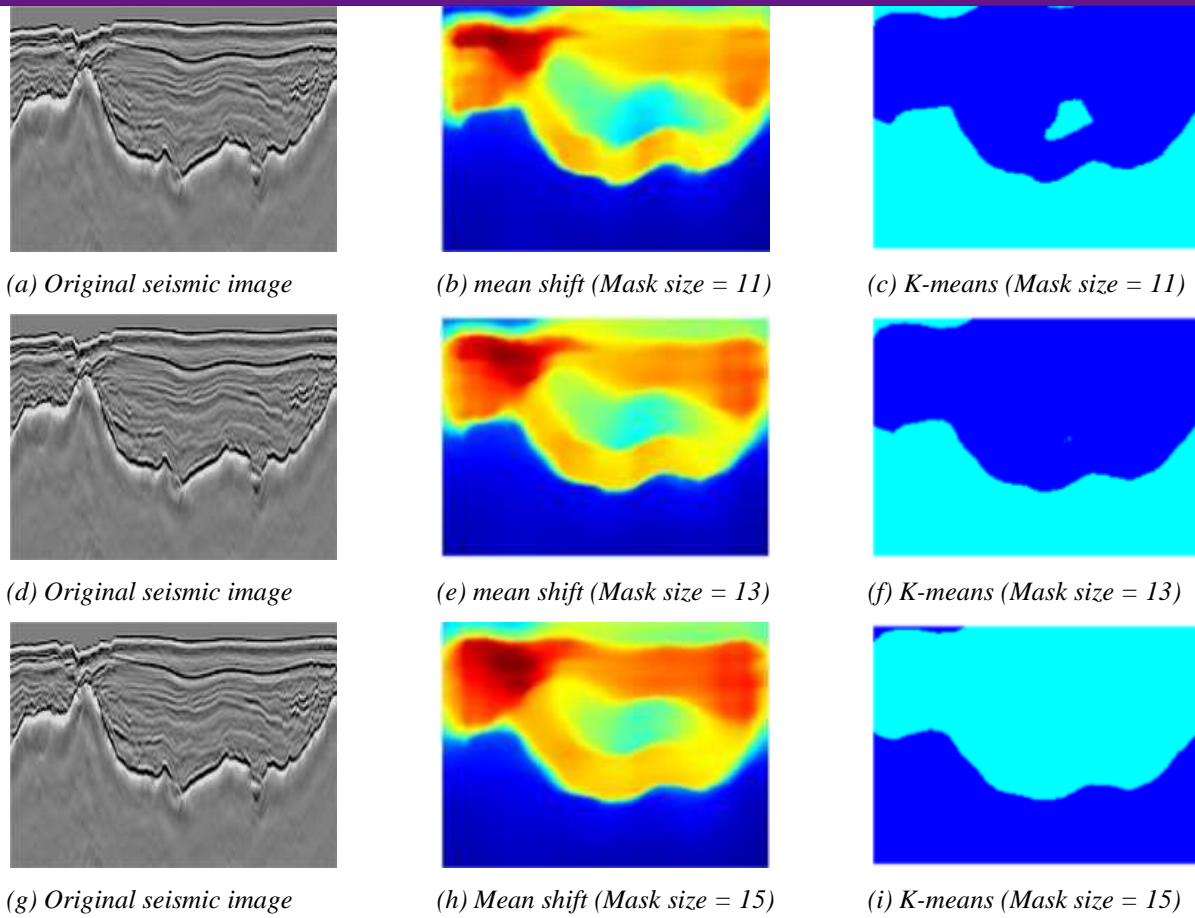 (a) Original seismic image
(b) mean shift (Mask size = 11)
(c) K-means (Mask size = 11)
(d) Original seismic image
(e) mean shift (Mask size = 13)
(f) K-means (Mask size = 13)
(g) Original seismic image
(h) Mean shift (Mask size = 15)
(i) K-means (Mask size = 15)